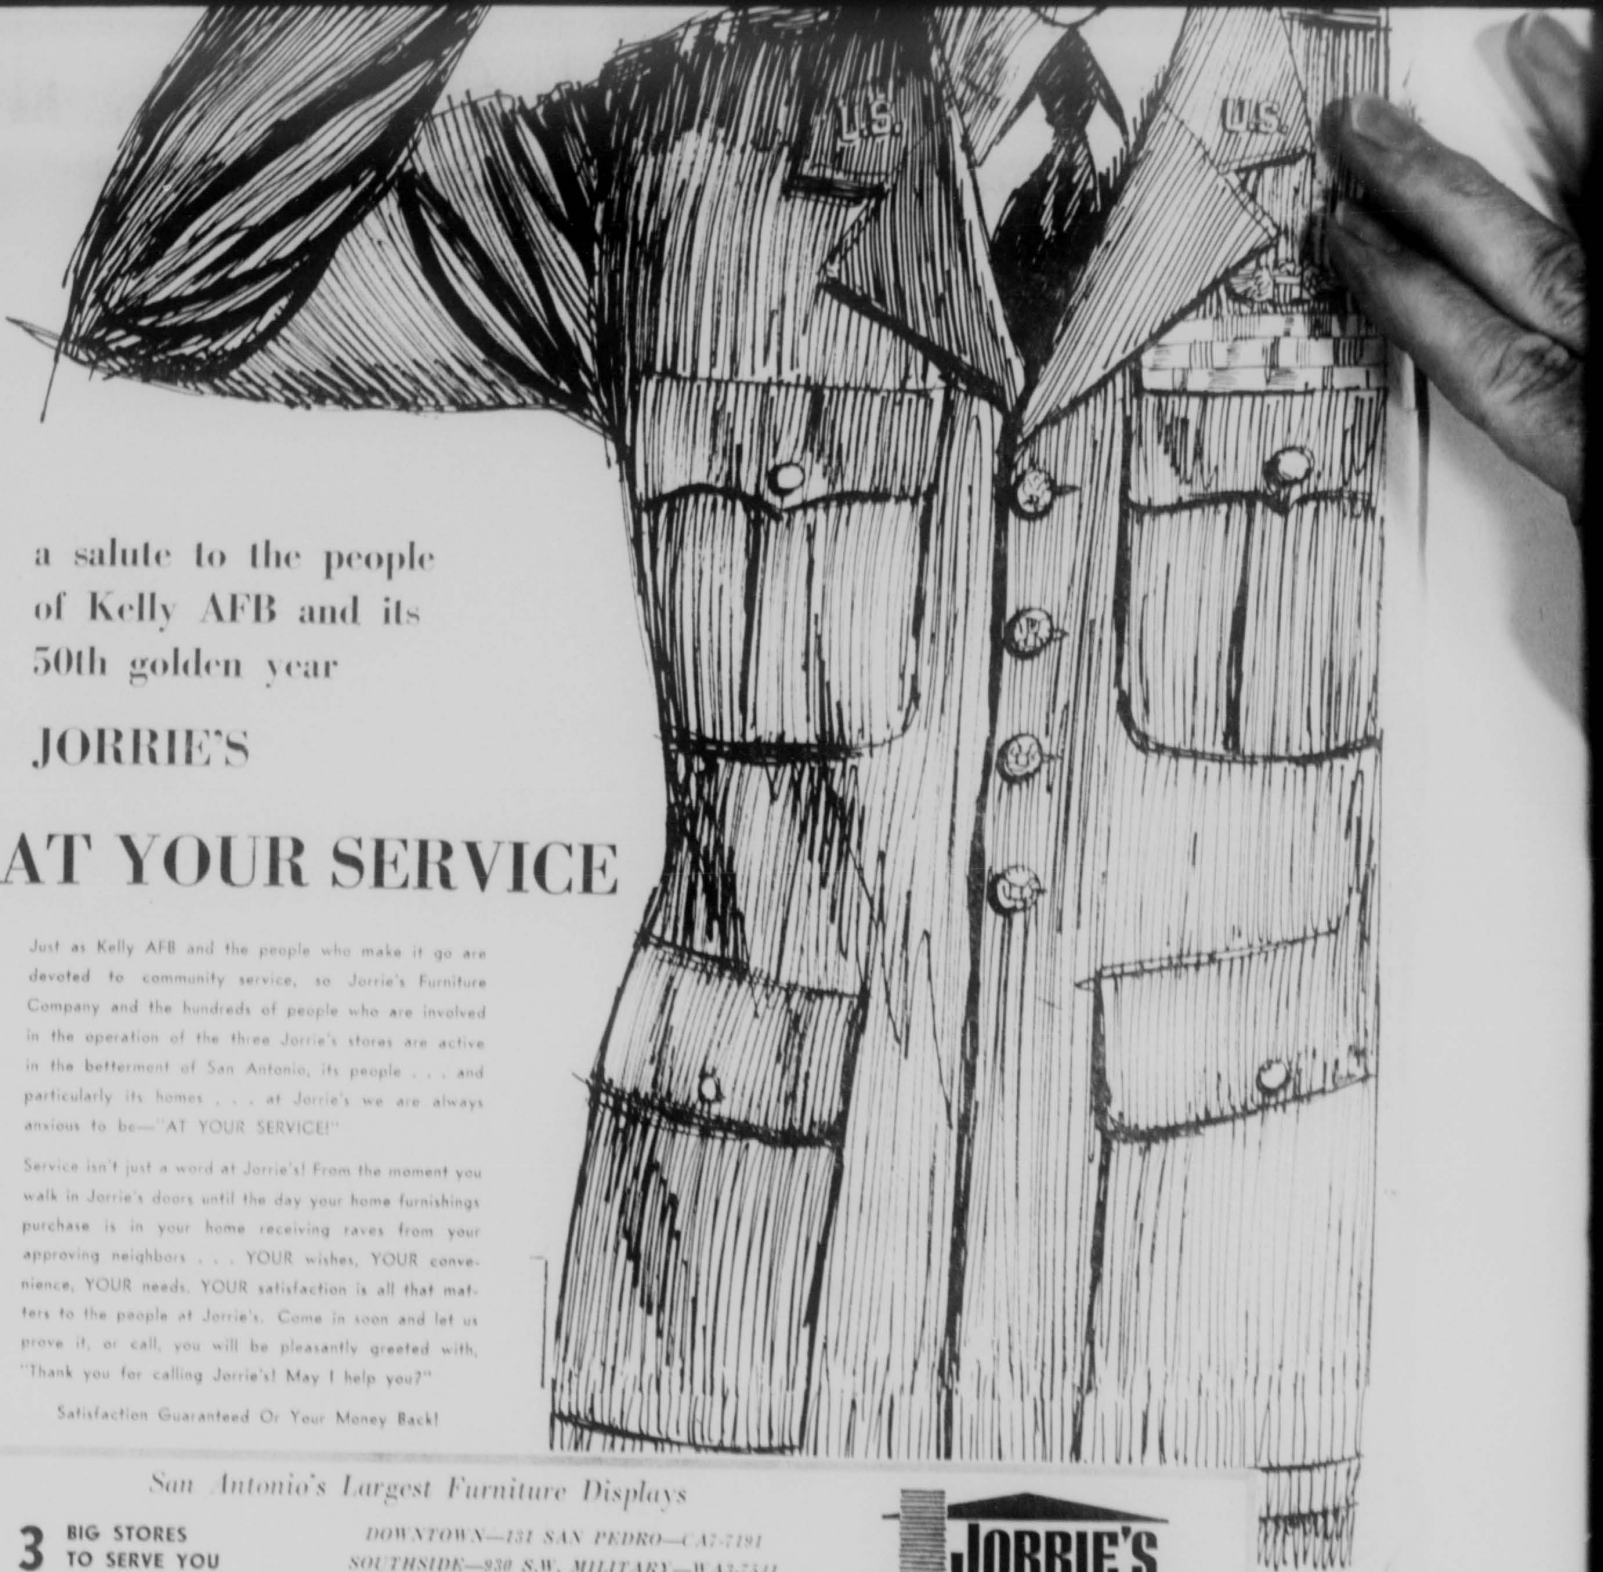 U.S.
U.S.
a salute to the people
of Kelly AFB and its
50th golden year
JORRIE'S
AT YOUR SERVICE
Just as Kelly AFB and the people who make it go are
devoted to community service, so Jorrie's Furniture
Company and the hundreds of people who are involved
in the operation of the three Jorrie's stores are active
in the betterment of San Antonio, its people . . . and
particularly its homes . . . at Jorrie's we are always
anxious to be—"AT YOUR SERVICE!"
Service isn't just a word at Jorrie's! From the moment you
walk in Jorrie's doors until the day your home furnishings
purchase is in your home receiving raves from your
approving neighbors . . . YOUR wishes, YOUR conve-
nience, YOUR needs, YOUR satisfaction is all that mat-
ters to the people at Jorrie's. Come in soon and let us
prove it, or call, you will be pleasantly greeted with,
"Thank you for calling Jorrie's! May I help you?"
Satisfaction Guaranteed Or Your Money Back!
San Antonio's Largest Furniture Displays
3 BIG STORES
TO SERVE YOU
DOWNTOWN—131 SAN PEDRO—CA7-7191
SOUTHSIDE—930 S.W. MILITARY—
JORRIE'S